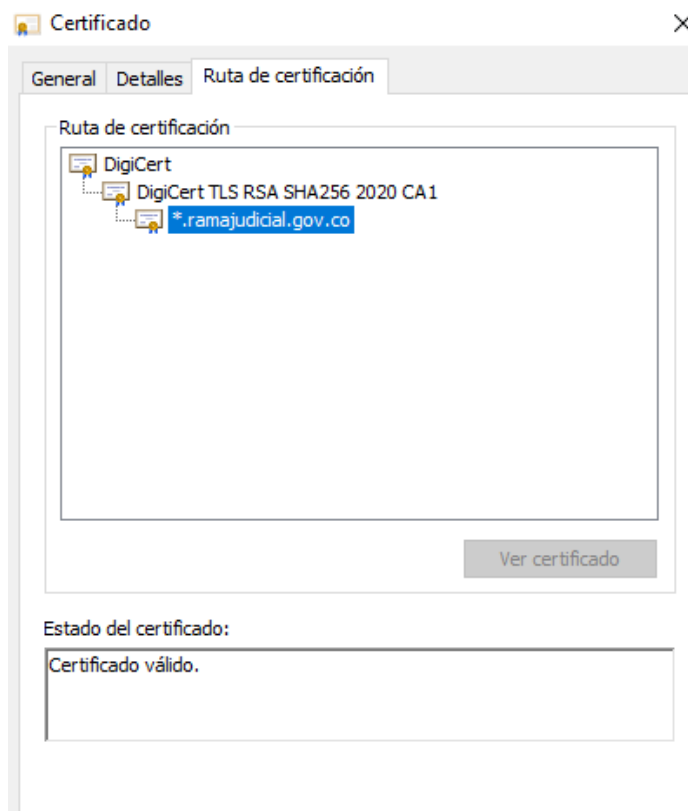 Certificado
General Detalles Ruta de certificación
Ruta de certificación
DigiCert
DigiCert TLS RSA SHA256 2020 CA1
*.ramajudicial.gov.co
Ver certificado
Estado del certificado:
Certificado válido.